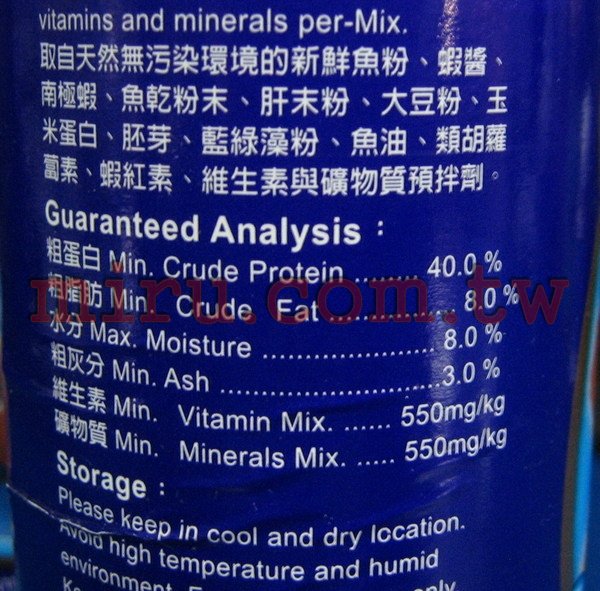 vitamins and minerals per-Mix.
取自天然無污染環境的新鮮魚粉、蝦醬、
南極蝦、魚乾粉末、肝末粉、大豆粉、玉
米蛋白、胚芽、藍綠藻粉、魚油、類胡蘿
蔔素、蝦紅素、維生素與礦物質預拌劑。
Guaranteed Analysis：
粗蛋白 Min. Crude Protein ......... 40.0 %
粗脂肪 Min. Crude Fat ................ 8.0 %
miru.com.tw
水分 Max. Moisture ...................... 8.0 %
粗灰分 Min. Ash ............................3.0 %
維生素 Min. Vitamin Mix. ...... 550mg/kg
礦物質 Min. Minerals Mix. ..... 550mg/kg
Storage：
Please keep in cool and dry location.
Avoid high temperature and humid
environment.
only